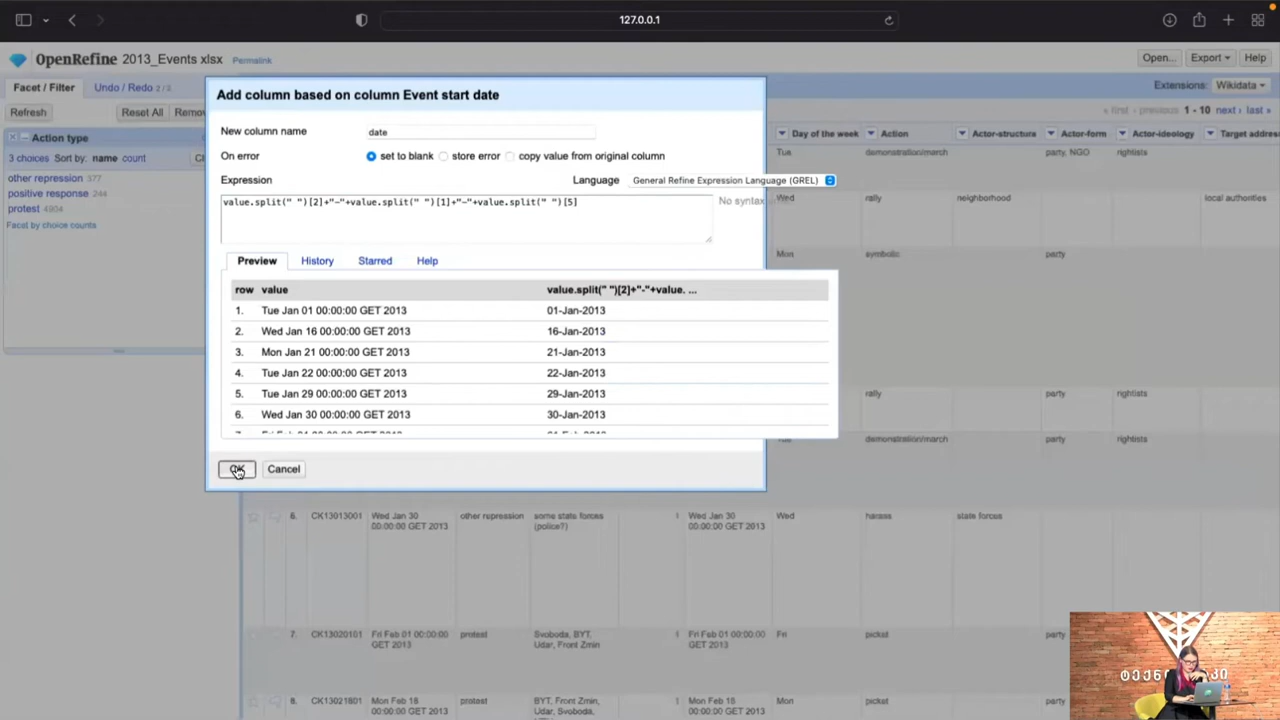 127.0.0.1
OpenRefine 2013_Events xlsx Permalink Open... Export Help
Facet / Filter Undo / Redo 2 / 2 Extensions: Wikidata
Refresh Reset All Remov
« first ‹ previous 1 - 10 next › last »
Action type
3 choices Sort by: name count Cl
other repression 377
positive response 244
protest 4904
Facet by choice counts
Add column based on column Event start date
New column name date
On error set to blank store error copy value from original column
Expression Language General Refine Expression Language (GREL)
value.split(" ")[2]+"-"+value.split(" ")[1]+"-"+value.split(" ")[5] No syntax
Preview History Starred Help
row value value.split(" ")[2]+"-"+value. ...
1. Tue Jan 01 00:00:00 GET 2013 01-Jan-2013
2. Wed Jan 16 00:00:00 GET 2013 16-Jan-2013
3. Mon Jan 21 00:00:00 GET 2013 21-Jan-2013
4. Tue Jan 22 00:00:00 GET 2013 22-Jan-2013
5. Tue Jan 29 00:00:00 GET 2013 29-Jan-2013
6. Wed Jan 30 00:00:00 GET 2013 30-Jan-2013
OK Cancel
Day of the week Action Actor-structure Actor-form Actor-ideology Target addres
Tue demonstration/march party, NGO rightists
Wed rally neighborhood local authorities
Mon symbolic party
rally party rightists
demonstration/march party rightists
6. CK13013001 Wed Jan 30 other repression some state forces 1 Wed Jan 30 Wed harass state forces
00:00:00 GET 2013 (police?) 00:00:00 GET 2013
7. CK13020101 Fri Feb 01 00:00:00 protest Svoboda, BYT, 1 Fri Feb 01 00:00:00 Fri picket party
GET 2013 Udar, Front Zmin GET 2013
8. CK13021801 Mon Feb 18 protest BYT, Front Zmin, 1 Mon Feb 18 Mon picket party
00:00:00 GET 2013 Udar, Svoboda, 00:00:00 GET 2013